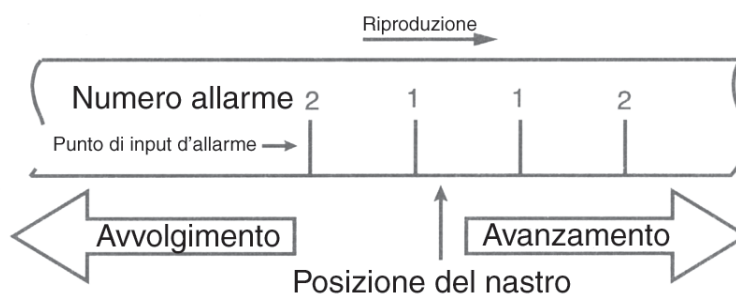 Riproduzione
Numero allarme 2 1 1 2
Punto di input d'allarme
Avvolgimento
Avanzamento
Posizione del nastro